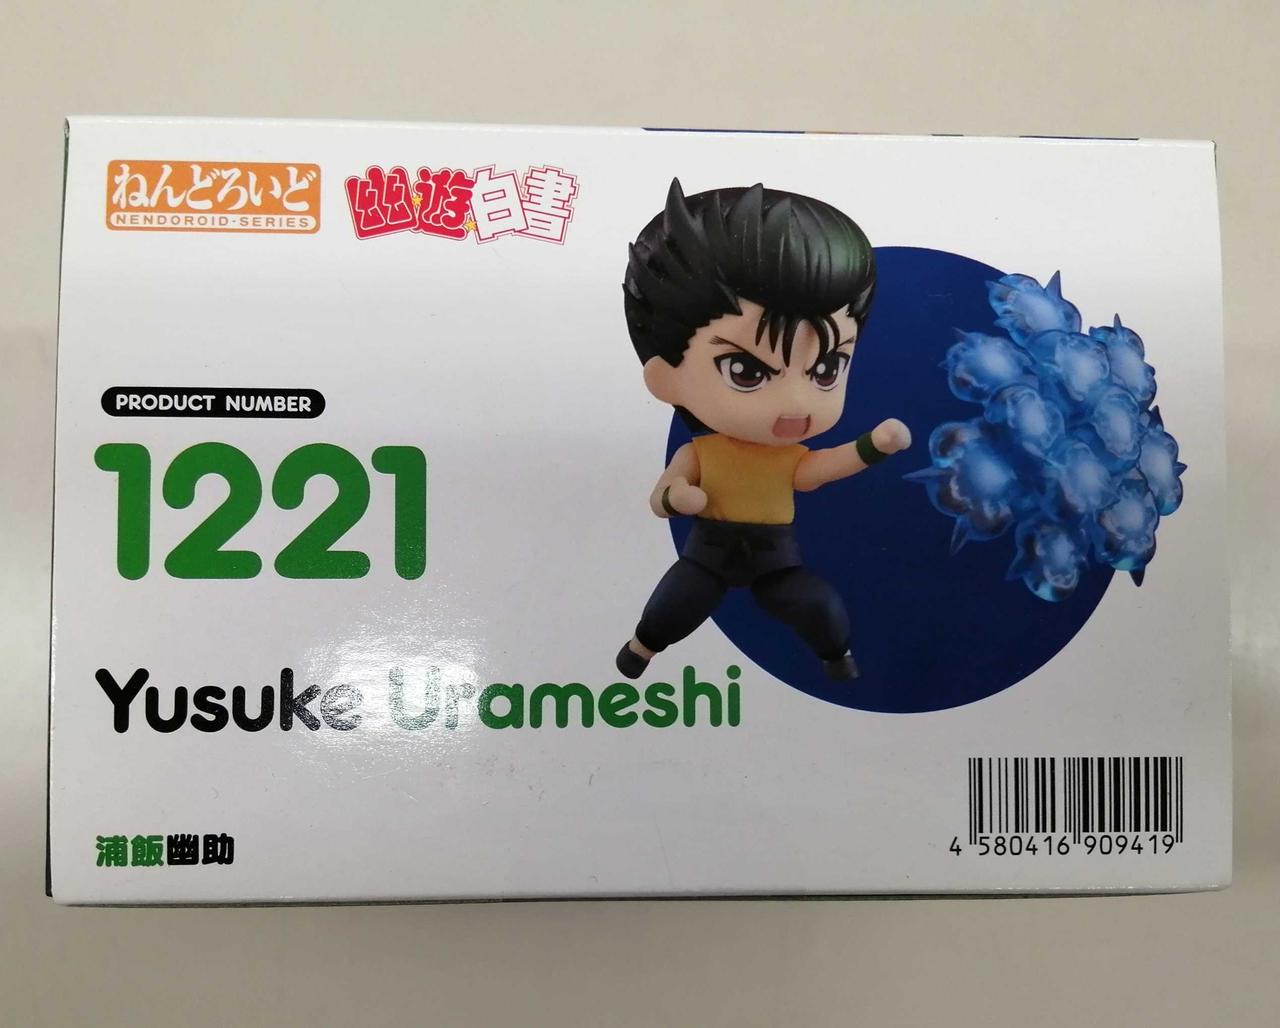 ねんどろいど
NENDOROID-SERIES
幽☆遊☆白書
PRODUCT NUMBER
1221
Yusuke Urameshi
浦飯幽助
4 580416 909419